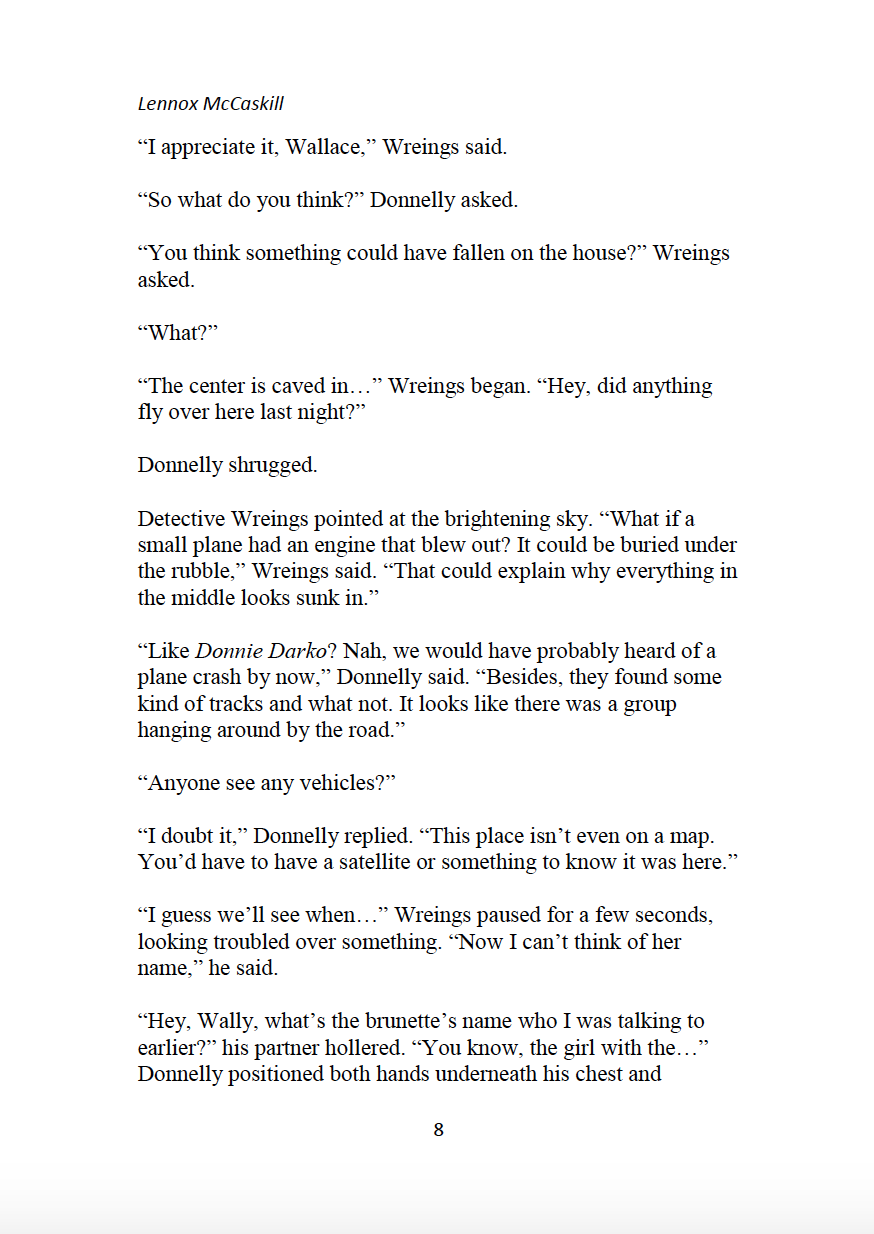 Lennox McCaskill
“I appreciate it, Wallace,” Wreings said.
“So what do you think?” Donnelly asked.
“You think something could have fallen on the house?” Wreings
asked.
“What?”
“The center is caved in…” Wreings began. “Hey, did anything
fly over here last night?”
Donnelly shrugged.
Detective Wreings pointed at the brightening sky. “What if a
small plane had an engine that blew out? It could be buried under
the rubble,” Wreings said. “That could explain why everything in
the middle looks sunk in.”
“Like Donnie Darko? Nah, we would have probably heard of a
plane crash by now,” Donnelly said. “Besides, they found some
kind of tracks and what not. It looks like there was a group
hanging around by the road.”
“Anyone see any vehicles?”
“I doubt it,” Donnelly replied. “This place isn’t even on a map.
You’d have to have a satellite or something to know it was here.”
“I guess we’ll see when…” Wreings paused for a few seconds,
looking troubled over something. “Now I can’t think of her
name,” he said.
“Hey, Wally, what’s the brunette’s name who I was talking to
earlier?” his partner hollered. “You know, the girl with the…”
Donnelly positioned both hands underneath his chest and
8